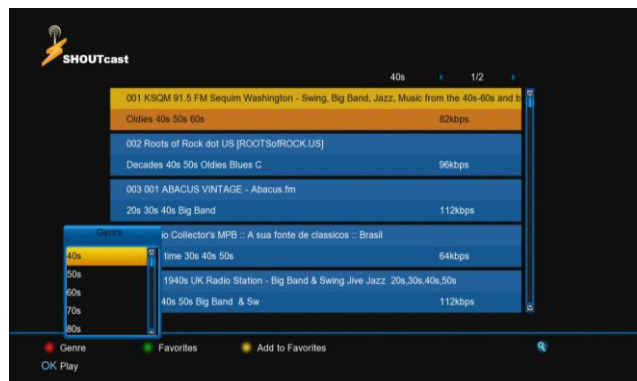 SHOUTcast
40s 1/2
001 KSQM 91.5 FM Sequim Washington - Swing, Big Band, Jazz, Music from the 40s-60s and b
Oldies 40s 50s 60s 82kbps
002 Roots of Rock dot US [ROOTSofROCK.US]
Decades 40s 50s Oldies Blues C 96kbps
003 001 ABACUS VINTAGE - Abacus.fm
20s 30s 40s Big Band 112kbps
io Collector's MPB :: A sua fonte de classicos :: Brasil
time 30s 40s 50s 64kbps
1940s UK Radio Station - Big Band & Swing Jive Jazz 20s,30s,40s,50s
40s 50s Big Band & Sw 112kbps
Genre
40s
50s
60s
70s
80s
Genre Favorites Add to Favorites
OK Play